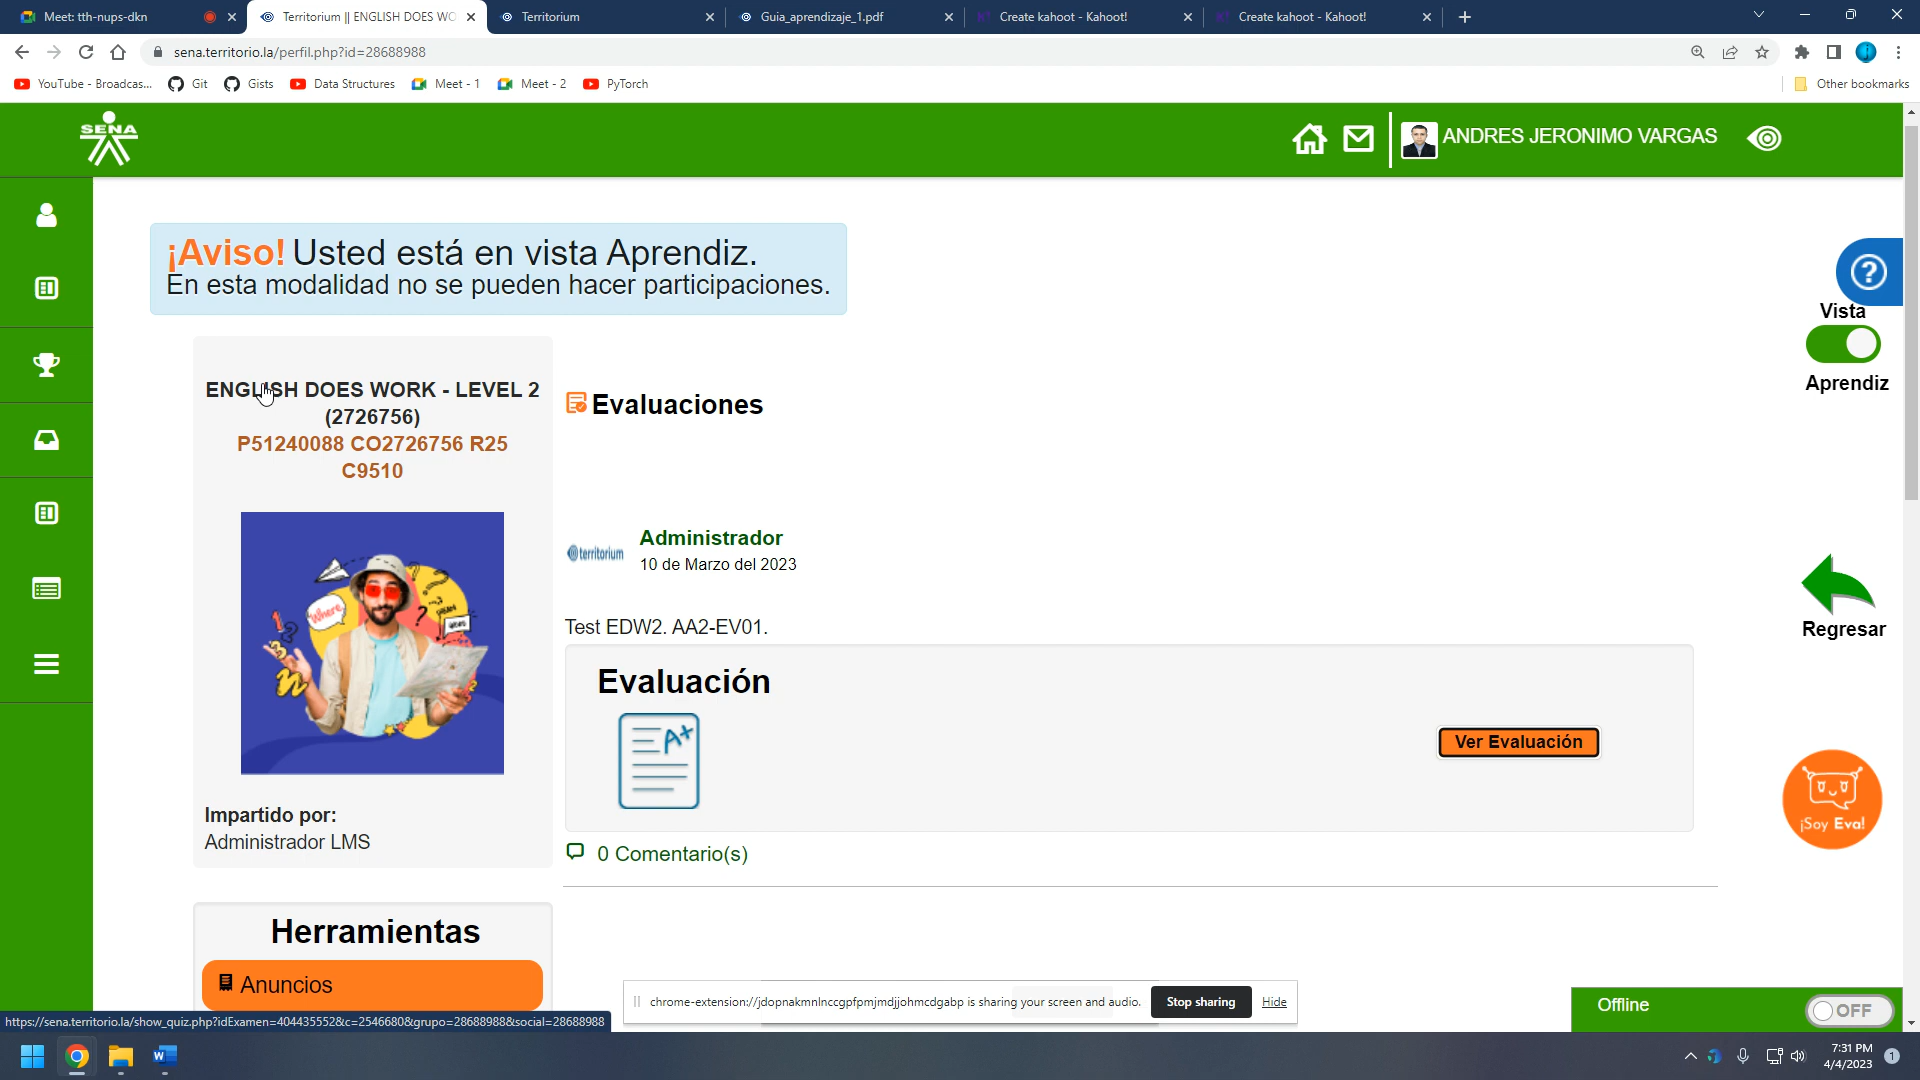 Meet: tth-nups-dkn
Territorium || ENGLISH DOES WO
Territorium
Guia_aprendizaje_1.pdf
Create kahoot - Kahoot!
Create kahoot - Kahoot!
sena.territorio.la/perfil.php?id=28688988
YouTube - Broadcas...
Git
Gists
Data Structures
Meet - 1
Meet - 2
PyTorch
Other bookmarks
SENA
ANDRES JERONIMO VARGAS
¡Aviso! Usted está en vista Aprendiz.
En esta modalidad no se pueden hacer participaciones.
Vista
Aprendiz
ENGLISH DOES WORK - LEVEL 2
(2726756)
P51240088 CO2726756 R25
C9510
Where
Impartido por:
Administrador LMS
Evaluaciones
territorium
Administrador
10 de Marzo del 2023
Test EDW2. AA2-EV01.
Evaluación
A+
Ver Evaluación
0 Comentario(s)
Regresar
¡Soy Eva!
Herramientas
Anuncios
chrome-extension://jdopnakmnlnccgpfpmjmdjjohmcdgabp is sharing your screen and audio.
Stop sharing
Hide
Offline
OFF
https://sena.territorio.la/show_quiz.php?idExamen=404435552&c=2546680&grupo=28688988&social=28688988
7:31 PM
4/4/2023
1